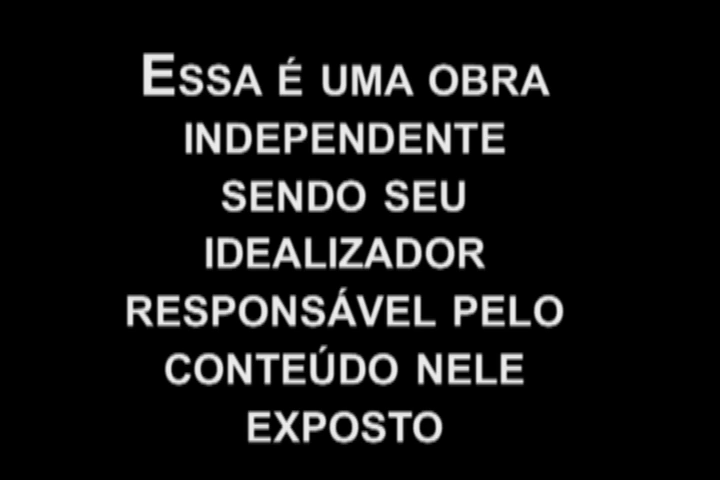 ESSA É UMA OBRA
INDEPENDENTE
SENDO SEU
IDEALIZADOR
RESPONSÁVEL PELO
CONTEÚDO NELE
EXPOSTO